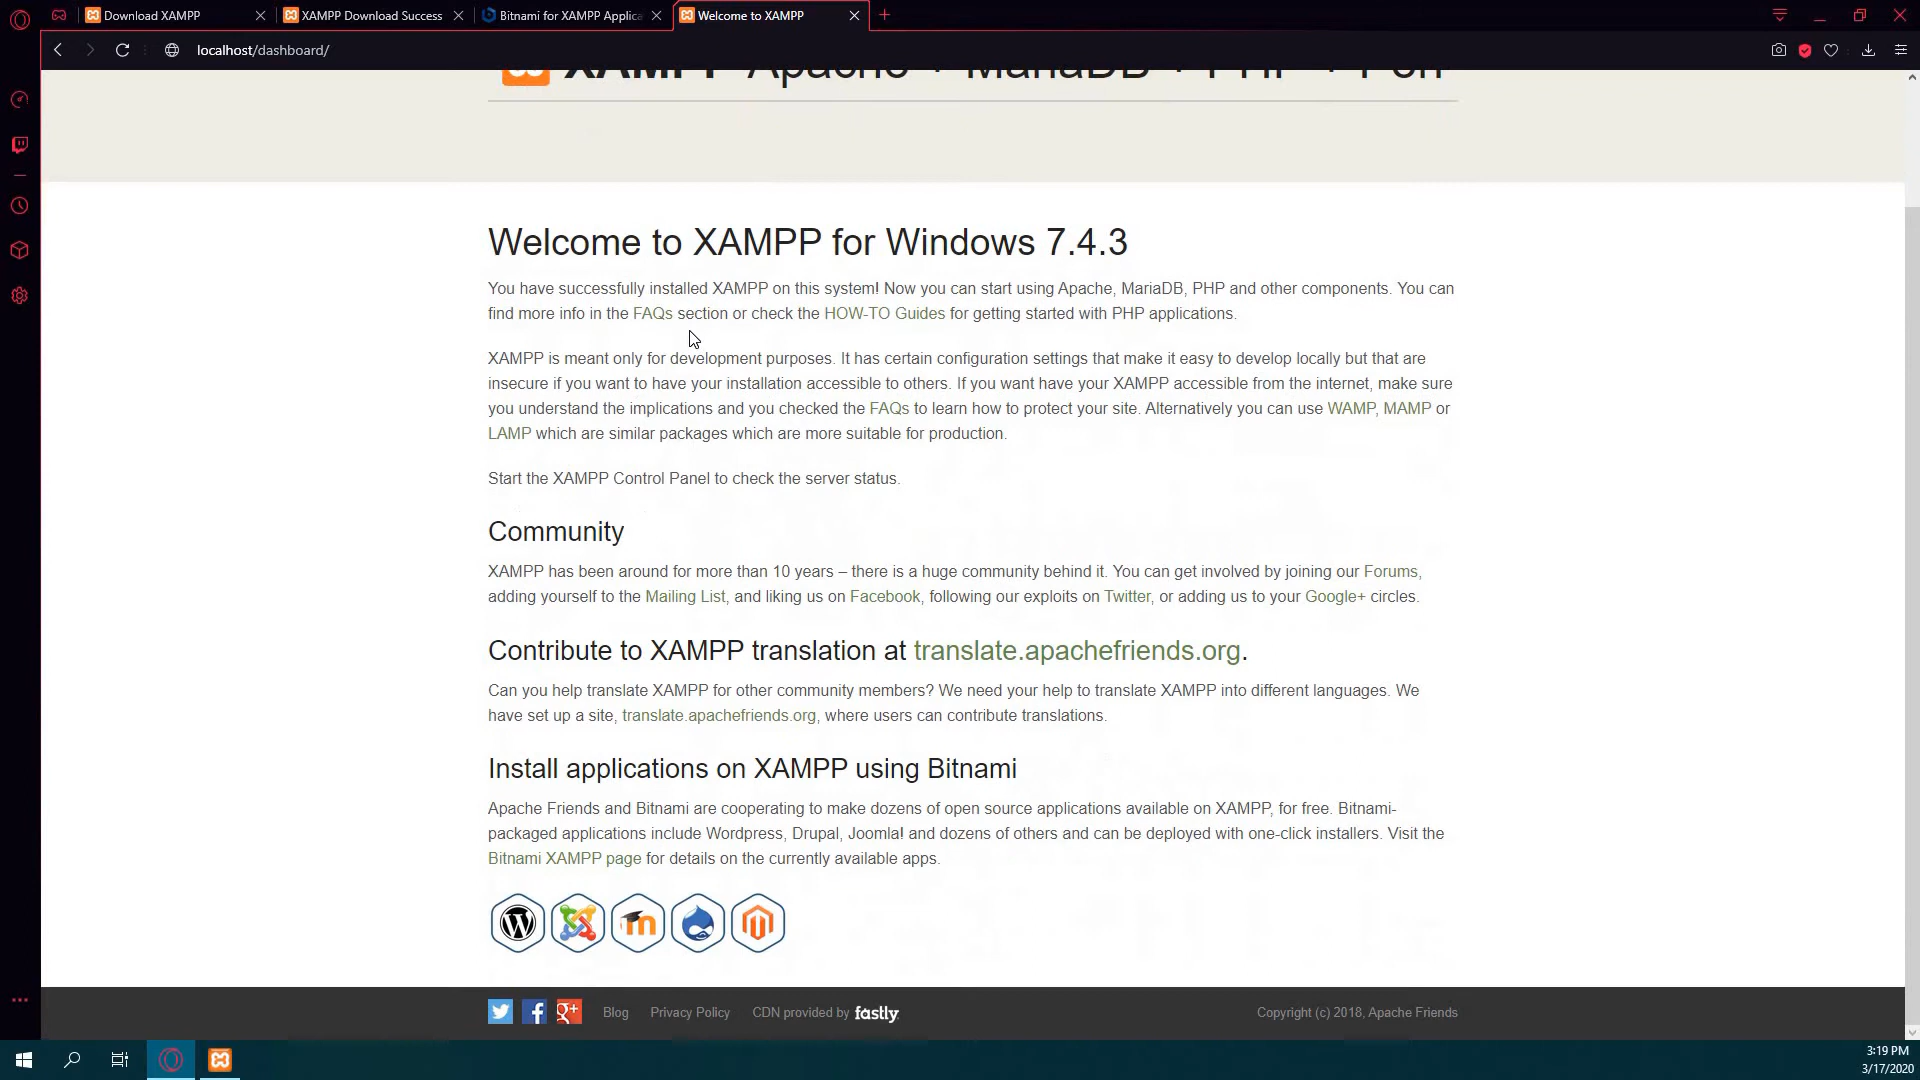 Download XAMPP
XAMPP Download Success
Bitnami for XAMPP Applica
Welcome to XAMPP
localhost/dashboard/
XAMPP Apache + MariaDB + PHP + Perl
Welcome to XAMPP for Windows 7.4.3
You have successfully installed XAMPP on this system! Now you can start using Apache, MariaDB, PHP and other components. You can
find more info in the FAQs section or check the HOW-TO Guides for getting started with PHP applications.
XAMPP is meant only for development purposes. It has certain configuration settings that make it easy to develop locally but that are
insecure if you want to have your installation accessible to others. If you want have your XAMPP accessible from the internet, make sure
you understand the implications and you checked the FAQs to learn how to protect your site. Alternatively you can use WAMP, MAMP or
LAMP which are similar packages which are more suitable for production.
Start the XAMPP Control Panel to check the server status.
Community
XAMPP has been around for more than 10 years – there is a huge community behind it. You can get involved by joining our Forums,
adding yourself to the Mailing List, and liking us on Facebook, following our exploits on Twitter, or adding us to your Google+ circles.
Contribute to XAMPP translation at translate.apachefriends.org.
Can you help translate XAMPP for other community members? We need your help to translate XAMPP into different languages. We
have set up a site, translate.apachefriends.org, where users can contribute translations.
Install applications on XAMPP using Bitnami
Apache Friends and Bitnami are cooperating to make dozens of open source applications available on XAMPP, for free. Bitnami-
packaged applications include Wordpress, Drupal, Joomla! and dozens of others and can be deployed with one-click installers. Visit the
Bitnami XAMPP page for details on the currently available apps.
Blog
Privacy Policy
CDN provided by fastly
Copyright (c) 2018, Apache Friends
3:19 PM
3/17/2020